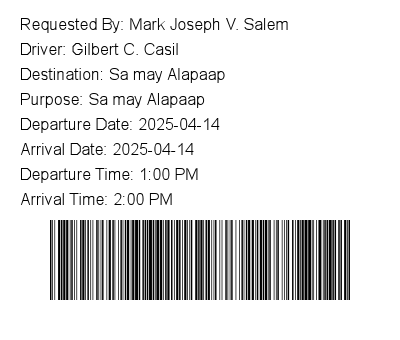 Requested By: Mark Joseph V. Salem
Driver: Gilbert C. Casil
Destination: Sa may Alapaap
Purpose: Sa may Alapaap
Departure Date: 2025-04-14
Arrival Date: 2025-04-14
Departure Time: 1:00 PM
Arrival Time: 2:00 PM